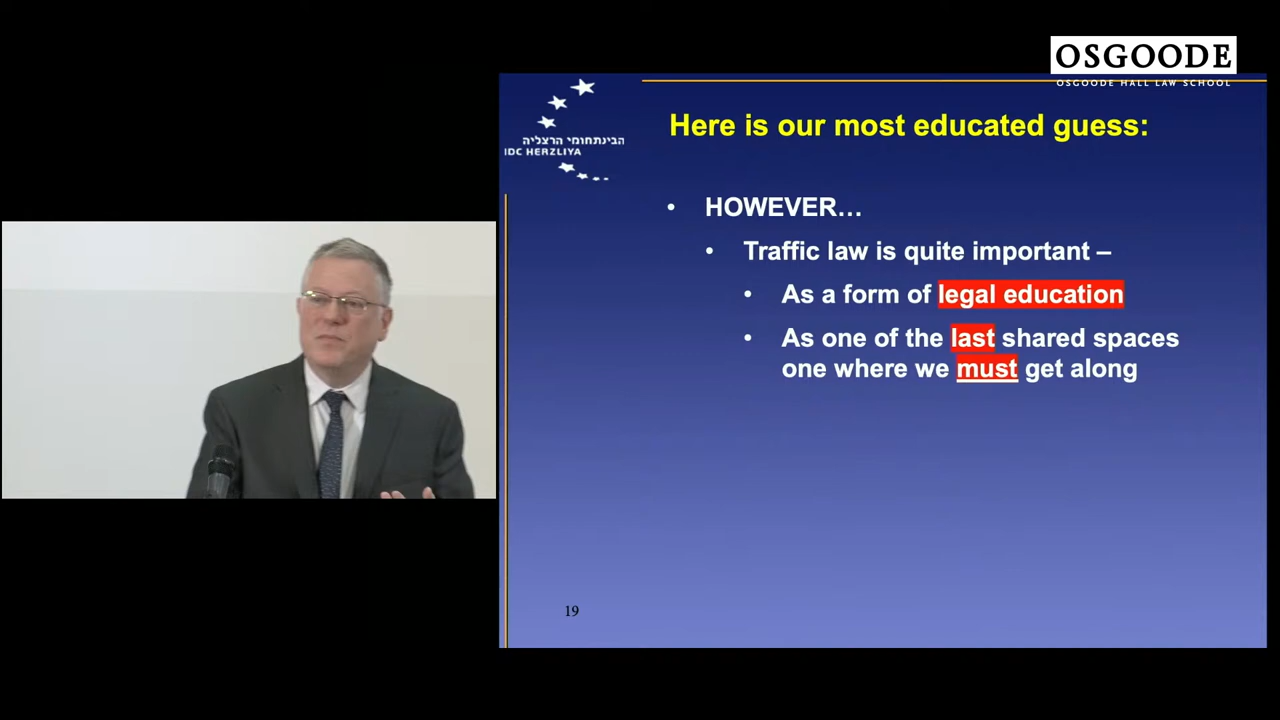 OSGOODE
OSGOODE HALL LAW SCHOOL
הבינתחומי הרצליה
IDC HERZLIYA
Here is our most educated guess:
• HOWEVER…
• Traffic law is quite important –
• As a form of legal education
• As one of the last shared spaces
one where we must get along
19